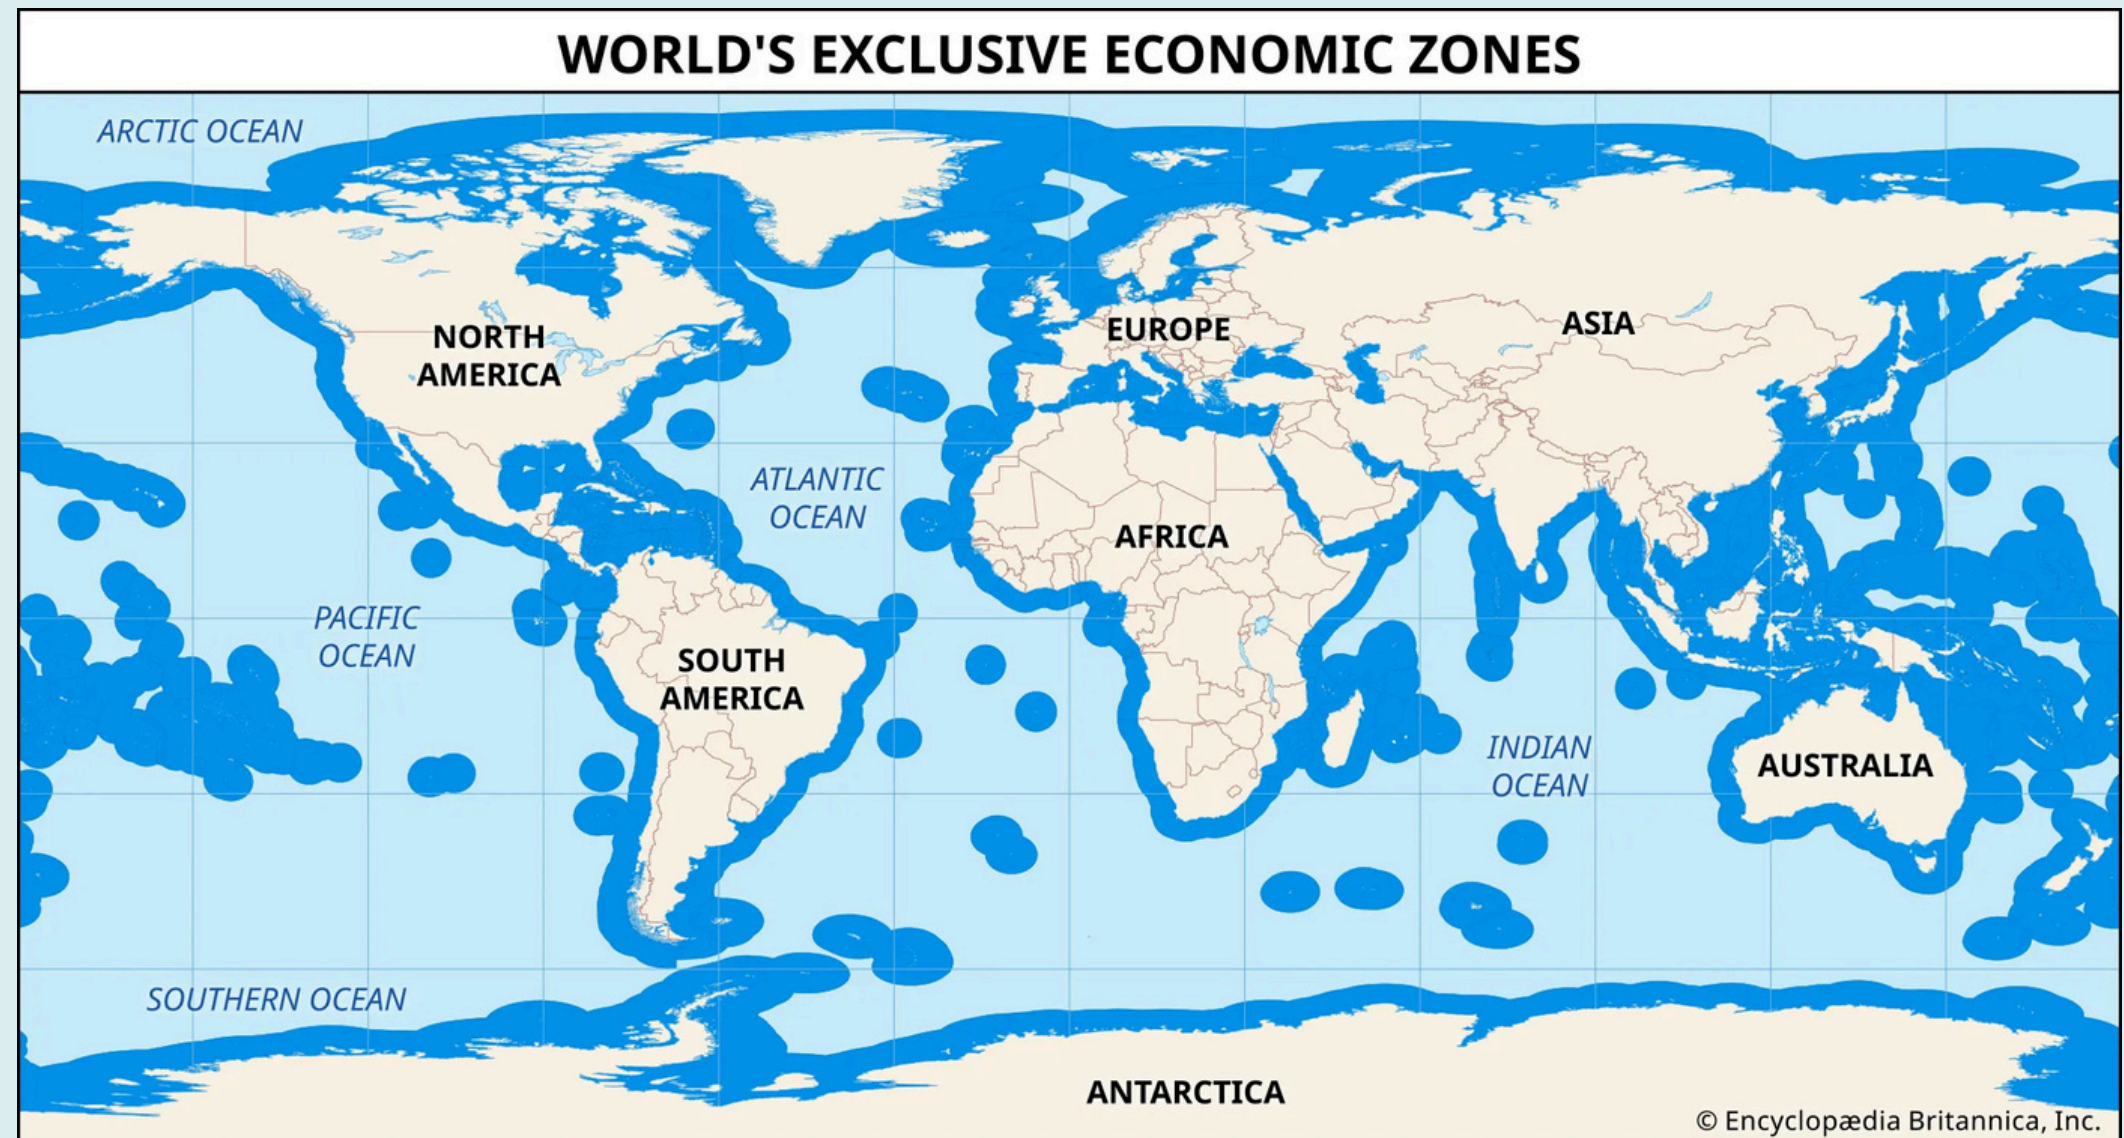 WORLD'S EXCLUSIVE ECONOMIC ZONES
ARCTIC OCEAN
NORTH
AMERICA
EUROPE
ASIA
ATLANTIC
OCEAN
AFRICA
PACIFIC
OCEAN
SOUTH
AMERICA
INDIAN
OCEAN
AUSTRALIA
SOUTHERN OCEAN
ANTARCTICA
© Encyclopædia Britannica, Inc.